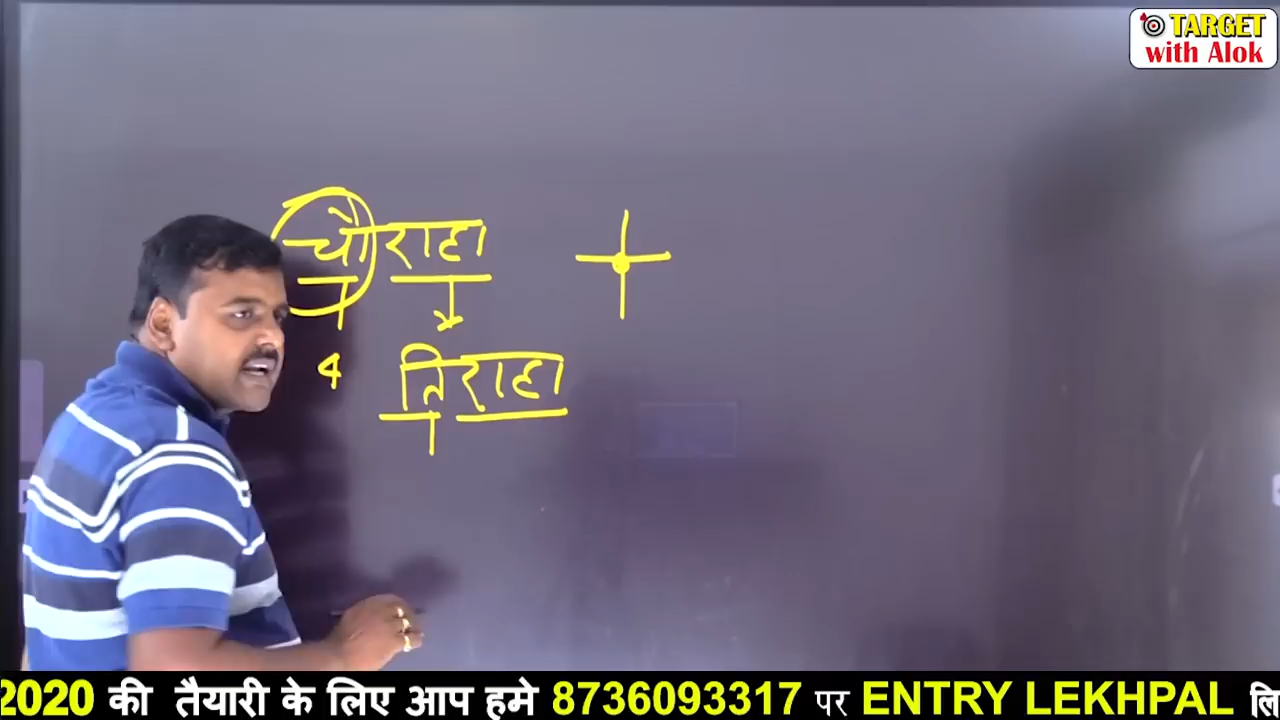 TARGET
with Alok
चौराहा
4 तिराहा
2020 की तैयारी के लिए आप हमे 8736093317 पर ENTRY LEKHPAL लि